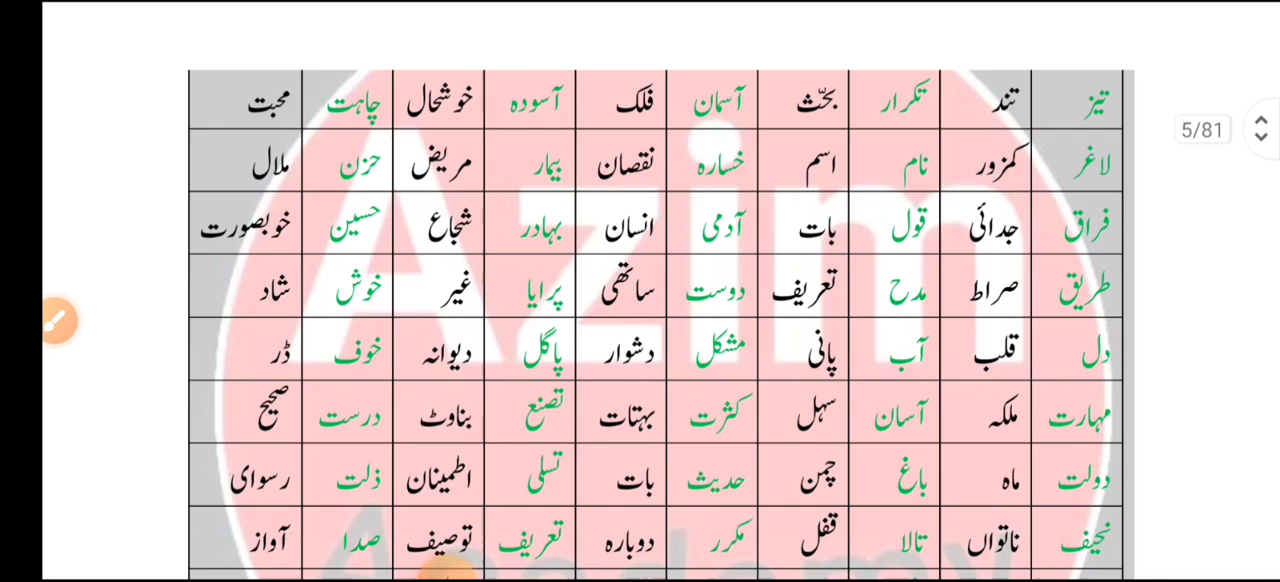 5/81
تیز تند تکرار بحث آسمان فلک آسودہ خوشحال چاہت محبت
لاغر کمزور نام اسم خسارہ نقصان بیمار مریض حزن ملال
فراق جدائی قول بات آدمی انسان بہادر شجاع حسین خوبصورت
طریق صراط مدح تعریف دوست ساتھی پرایا غیر خوش شاد
دل قلب آب پانی مشکل دشوار پاگل دیوانہ خوف ڈر
مہارت ملکہ آسان سہل کثرت بہتات تصنع بناوٹ درست صحیح
دولت ماہ باغ چمن حدیث بات تسلی اطمینان ذلت رسوای
نحیف ناتواں تالا قفل مکرر دوبارہ تعریف توصیف صدا آواز
Azim
Academy